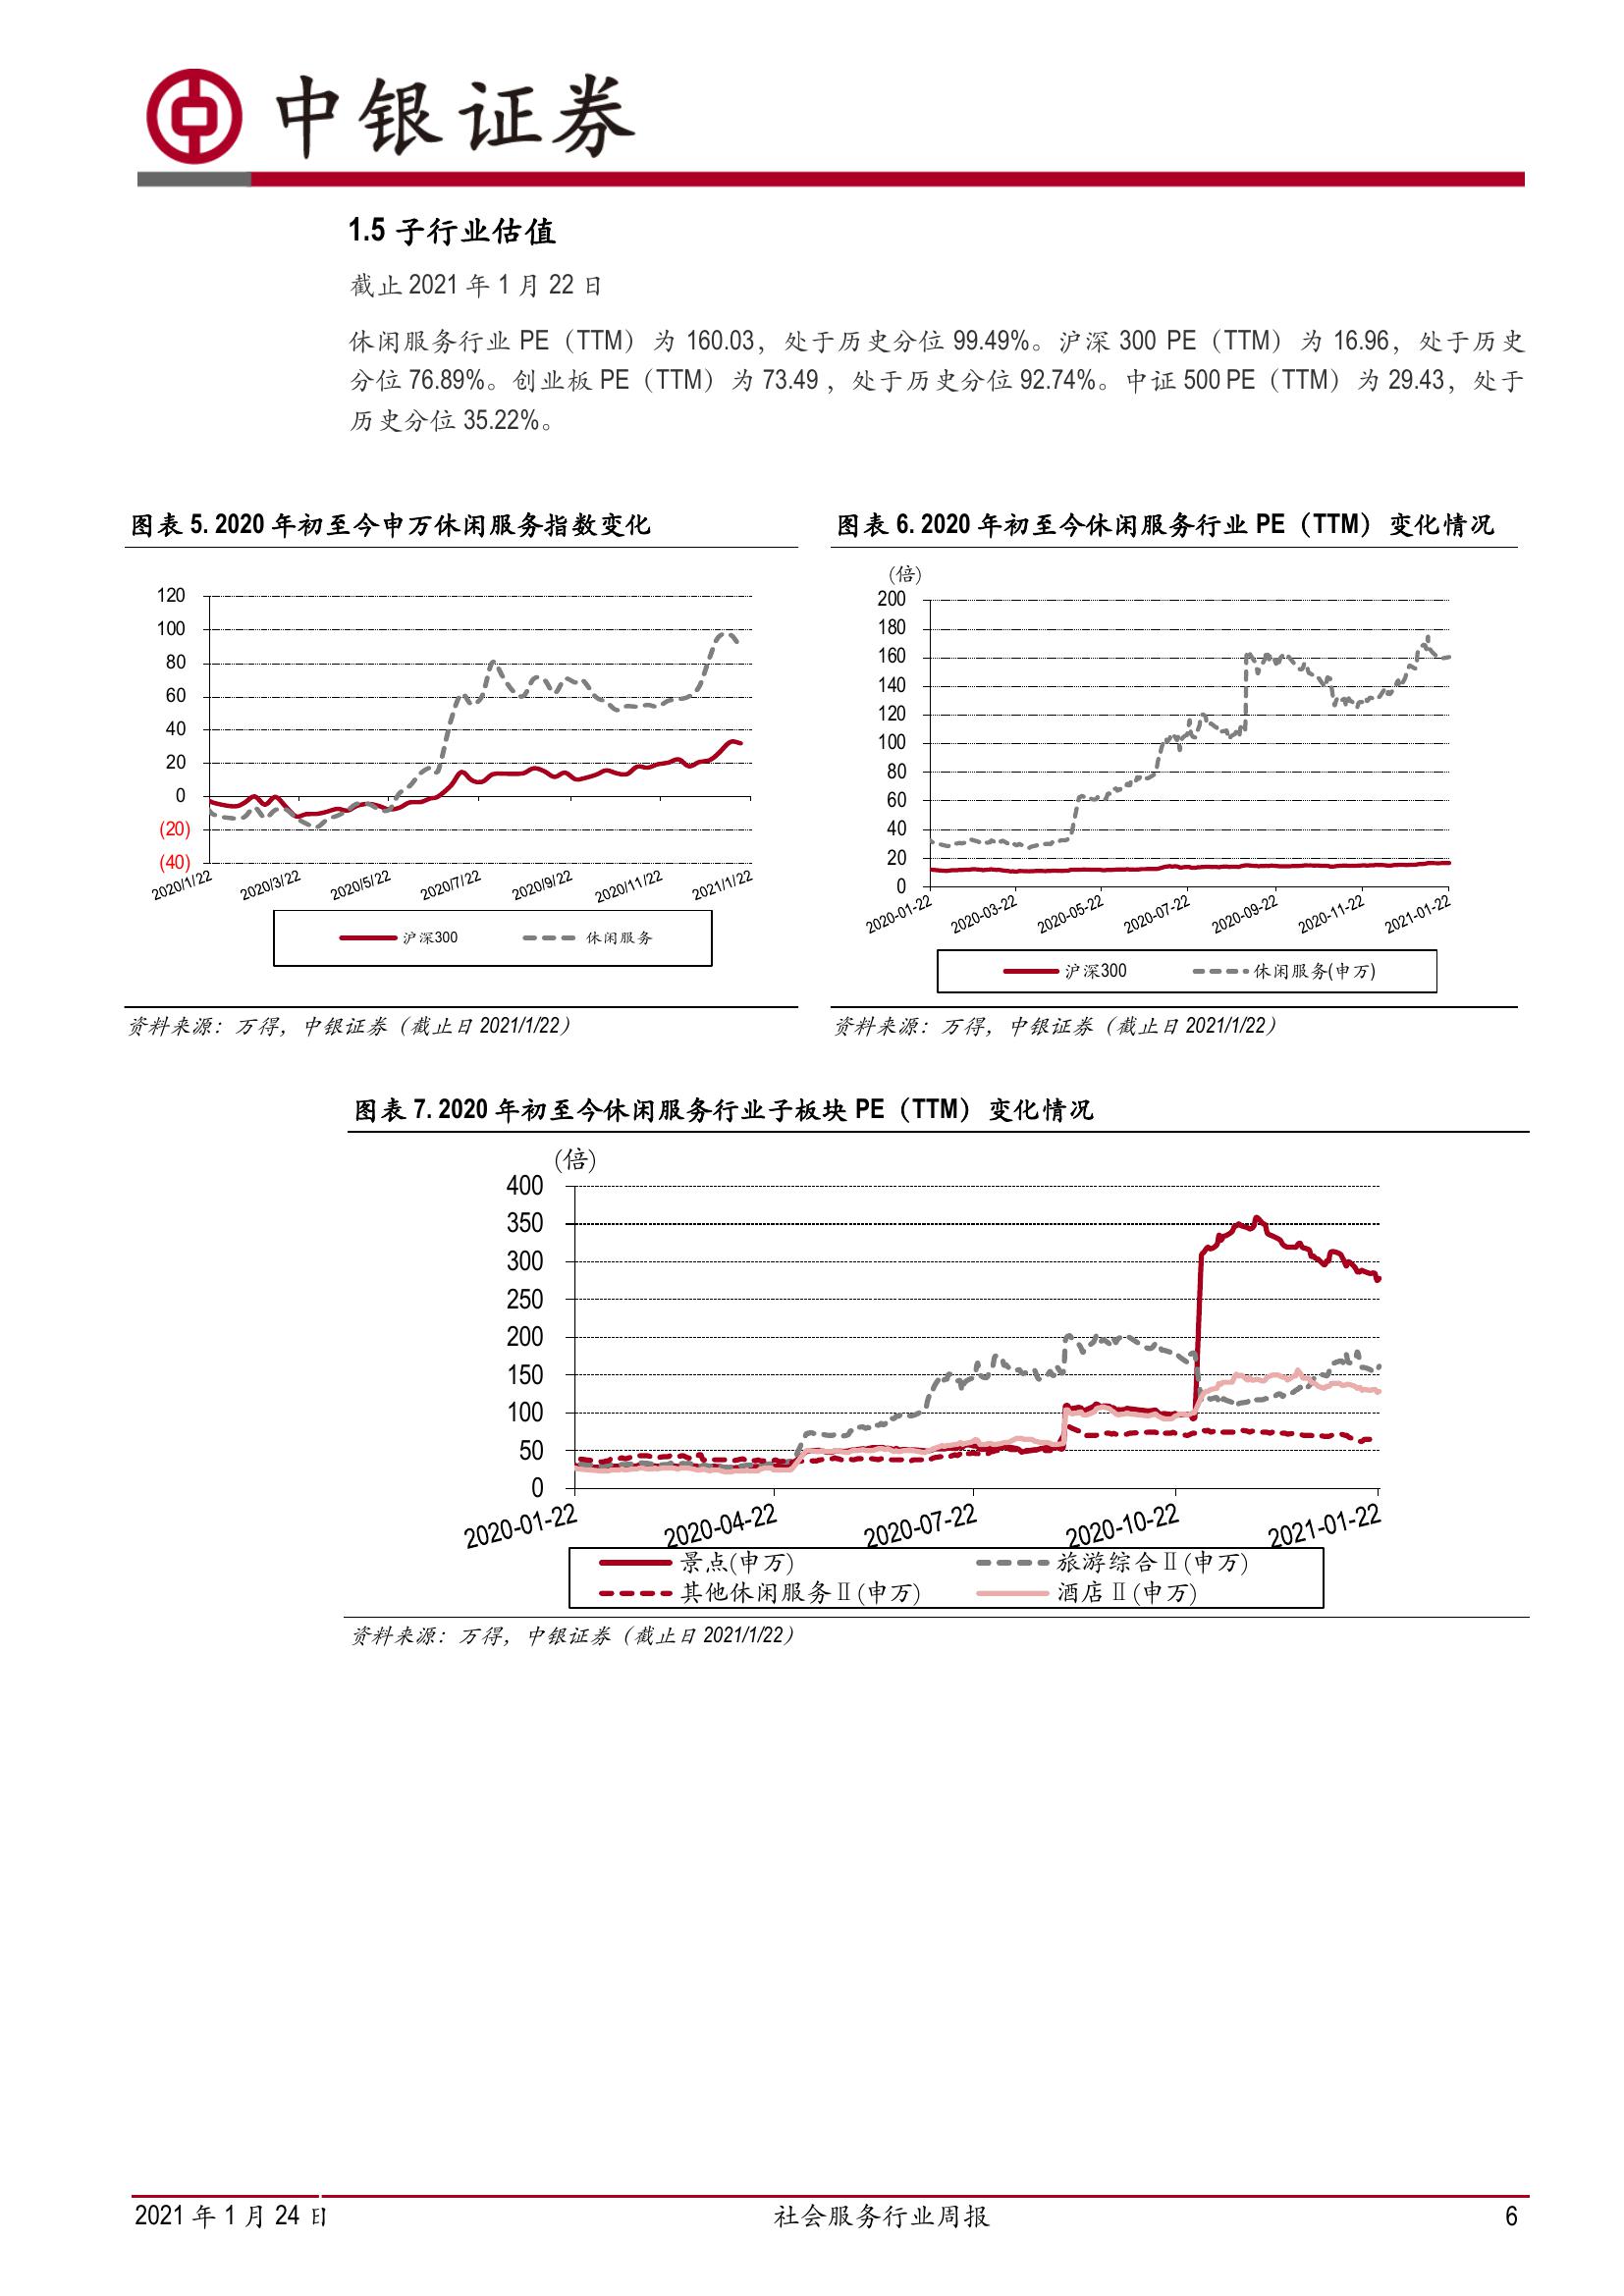 中银证券
1.5 子行业估值
截止 2021 年 1 月 22 日
休闲服务行业 PE（TTM）为 160.03，处于历史分位 99.49%。沪深 300 PE（TTM）为 16.96，处于历史
分位 76.89%。创业板 PE（TTM）为 73.49 ，处于历史分位 92.74%。中证 500 PE（TTM）为 29.43，处于
历史分位 35.22%。
图表 5. 2020 年初至今申万休闲服务指数变化
120
100
80
60
40
20
0
(20)
(40)
2020/1/22 2020/3/22 2020/5/22 2020/7/22 2020/9/22 2020/11/22 2021/1/22
沪深300 休闲服务
资料来源：万得，中银证券（截止日 2021/1/22）
图表 6. 2020 年初至今休闲服务行业 PE（TTM）变化情况
(倍)
200
180
160
140
120
100
80
60
40
20
0
2020-01-22 2020-03-22 2020-05-22 2020-07-22 2020-09-22 2020-11-22 2021-01-22
沪深300 休闲服务(申万)
资料来源：万得，中银证券（截止日 2021/1/22）
图表 7. 2020 年初至今休闲服务行业子板块 PE（TTM）变化情况
(倍)
400
350
300
250
200
150
100
50
0
2020-01-22 2020-04-22 2020-07-22 2020-10-22 2021-01-22
景点(申万) 旅游综合Ⅱ(申万)
其他休闲服务Ⅱ(申万) 酒店Ⅱ(申万)
资料来源：万得，中银证券（截止日 2021/1/22）
2021 年 1 月 24 日 社会服务行业周报 6